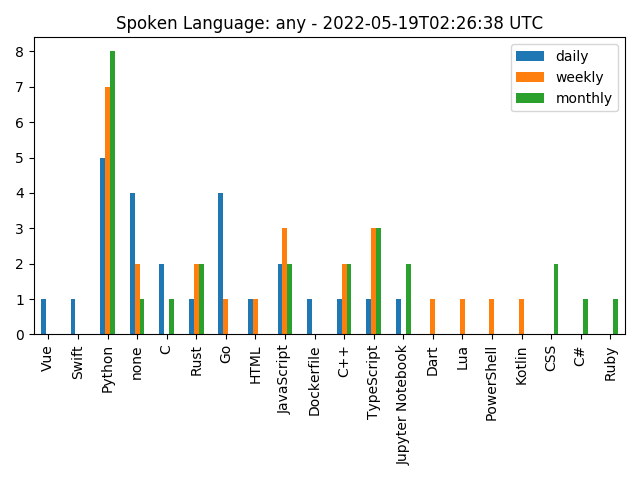 Spoken Language: any - 2022-05-19T02:26:38 UTC
daily
weekly
monthly
8
7
6
5
4
3
2
1
0
Vue
Swift
Python
none
C
Rust
Go
HTML
JavaScript
Dockerfile
C++
TypeScript
Jupyter Notebook
Dart
Lua
PowerShell
Kotlin
CSS
C#
Ruby